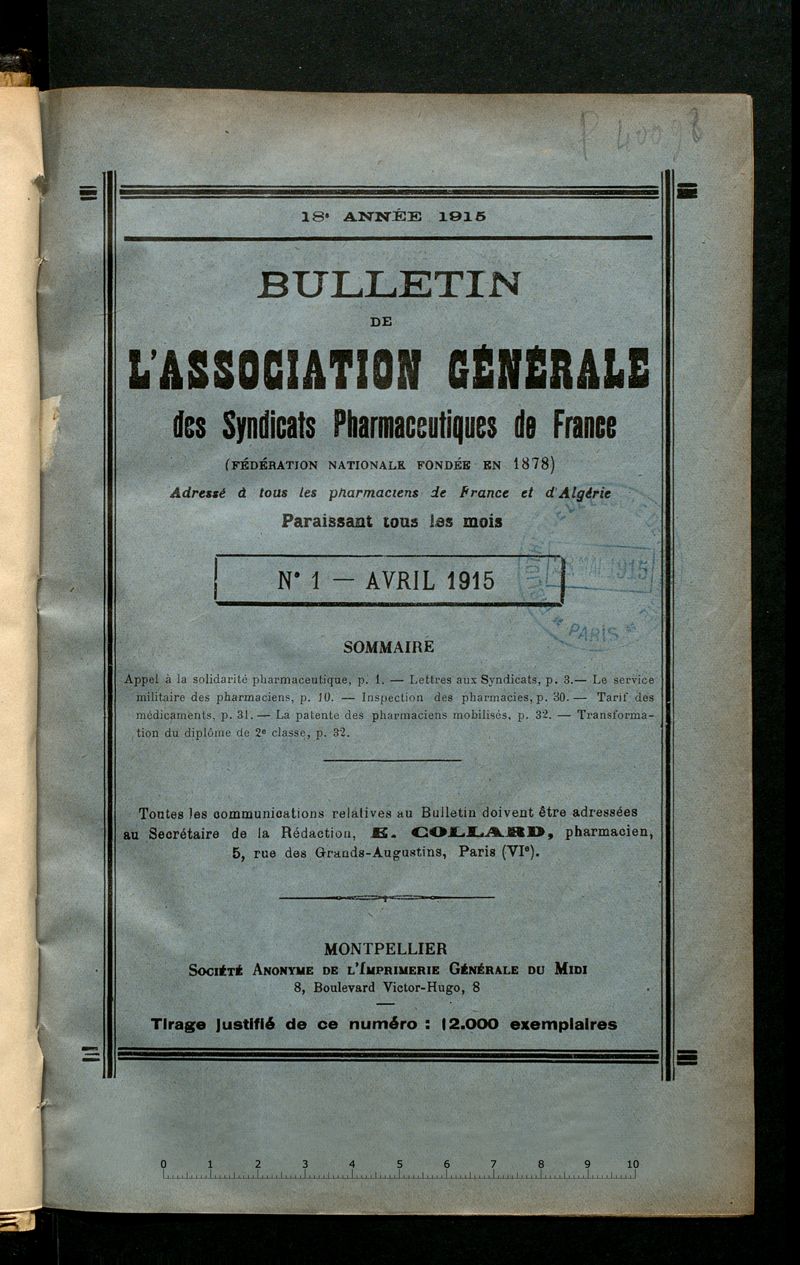 P 40098
18e ANNÉE 1915
BULLETIN
DE
L'ASSOCIATION GÉNÉRALE
des Syndicats Pharmaceutiques de France
(FÉDÉRATION NATIONALE FONDÉE EN 1878)
Adressé à tous les pharmaciens de France et d'Algérie
Paraissant tous les mois
N° 1 — AVRIL 1915
MAI 1915
PARIS
SOMMAIRE
Appel à la solidarité pharmaceutique, p. 1. — Lettres aux Syndicats, p. 3. — Le service
militaire des pharmaciens, p. 10. — Inspection des pharmacies, p. 30. — Tarif des
médicaments, p. 31. — La patente des pharmaciens mobilisés, p. 32. — Transforma-
tion du diplôme de 2e classe, p. 32.
Toutes les communications relatives au Bulletin doivent être adressées
au Secrétaire de la Rédaction, E. COLLARD, pharmacien,
5, rue des Grands-Augustins, Paris (VIe).
MONTPELLIER
SOCIÉTÉ ANONYME DE L'IMPRIMERIE GÉNÉRALE DU MIDI
8, Boulevard Victor-Hugo, 8
Tirage justifié de ce numéro : 12.000 exemplaires
0 1 2 3 4 5 6 7 8 9 10